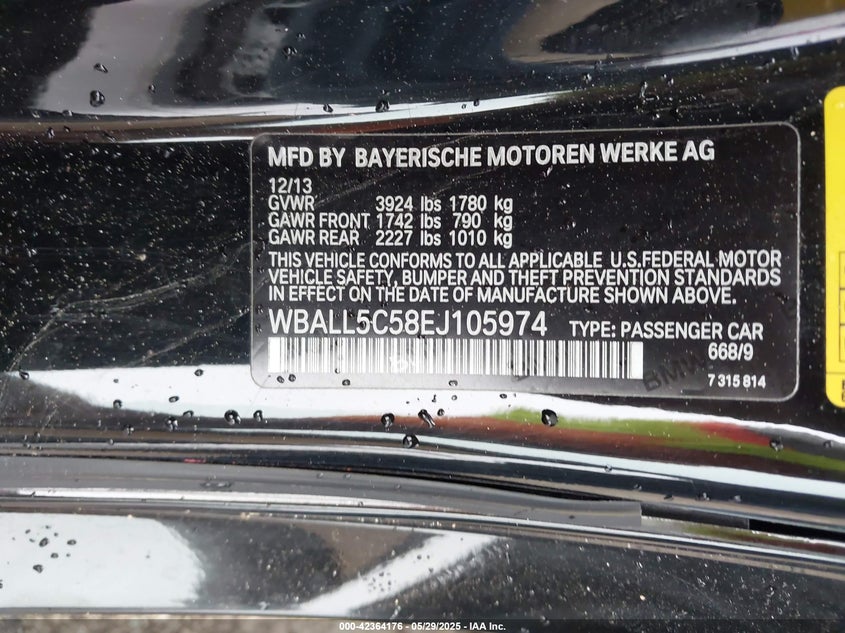 MFD BY BAYERISCHE MOTOREN WERKE AG
12/13
GVWR 3924 lbs 1780 kg
GAWR FRONT 1742 lbs 790 kg
GAWR REAR 2227 lbs 1010 kg
THIS VEHICLE CONFORMS TO ALL APPLICABLE U.S.FEDERAL MOTOR
VEHICLE SAFETY, BUMPER AND THEFT PREVENTION STANDARDS
IN EFFECT ON THE DATE OF MANUFACTURE SHOWN ABOVE.
WBALL5C58EJ105974 TYPE: PASSENGER CAR
668/9
BMW
7 315 814
000-42364176 - 05/29/2025 - IAA Inc.